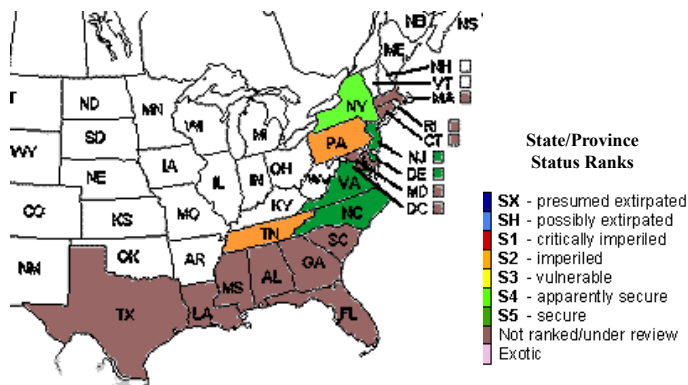 NB
NS
ME
NH
VT
MA
T
ND
MN
WI
MI
NY
RI
CT
SD
PA
NJ
WY
IA
OH
DE
NE
IL
IN
W
VA
MD
DC
CO
KS
MO
KY
NC
TN
OK
AR
SC
NM
MS
AL
GA
TX
LA
FL
State/Province
Status Ranks
SX - presumed extirpated
SH - possibly extirpated
S1 - critically imperiled
S2 - imperiled
S3 - vulnerable
S4 - apparently secure
S5 - secure
Not ranked/under review
Exotic